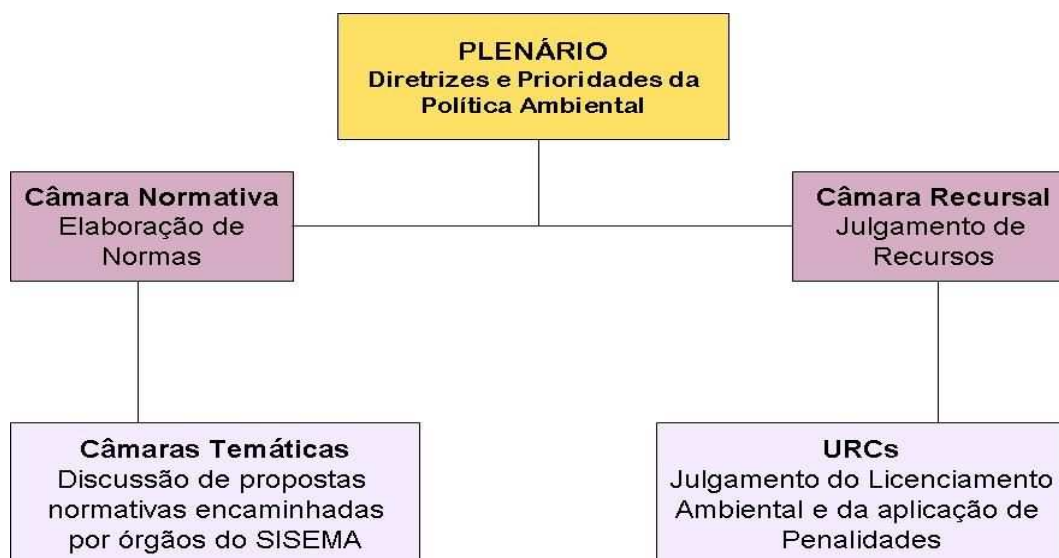 PLENÁRIO
Diretrizes e Prioridades da
Política Ambiental
Câmara Normativa
Elaboração de
Normas
Câmara Recursal
Julgamento de
Recursos
Câmaras Temáticas
Discussão de propostas
normativas encaminhadas
por órgãos do SISEMA
URCs
Julgamento do Licenciamento
Ambiental e da aplicação de
Penalidades